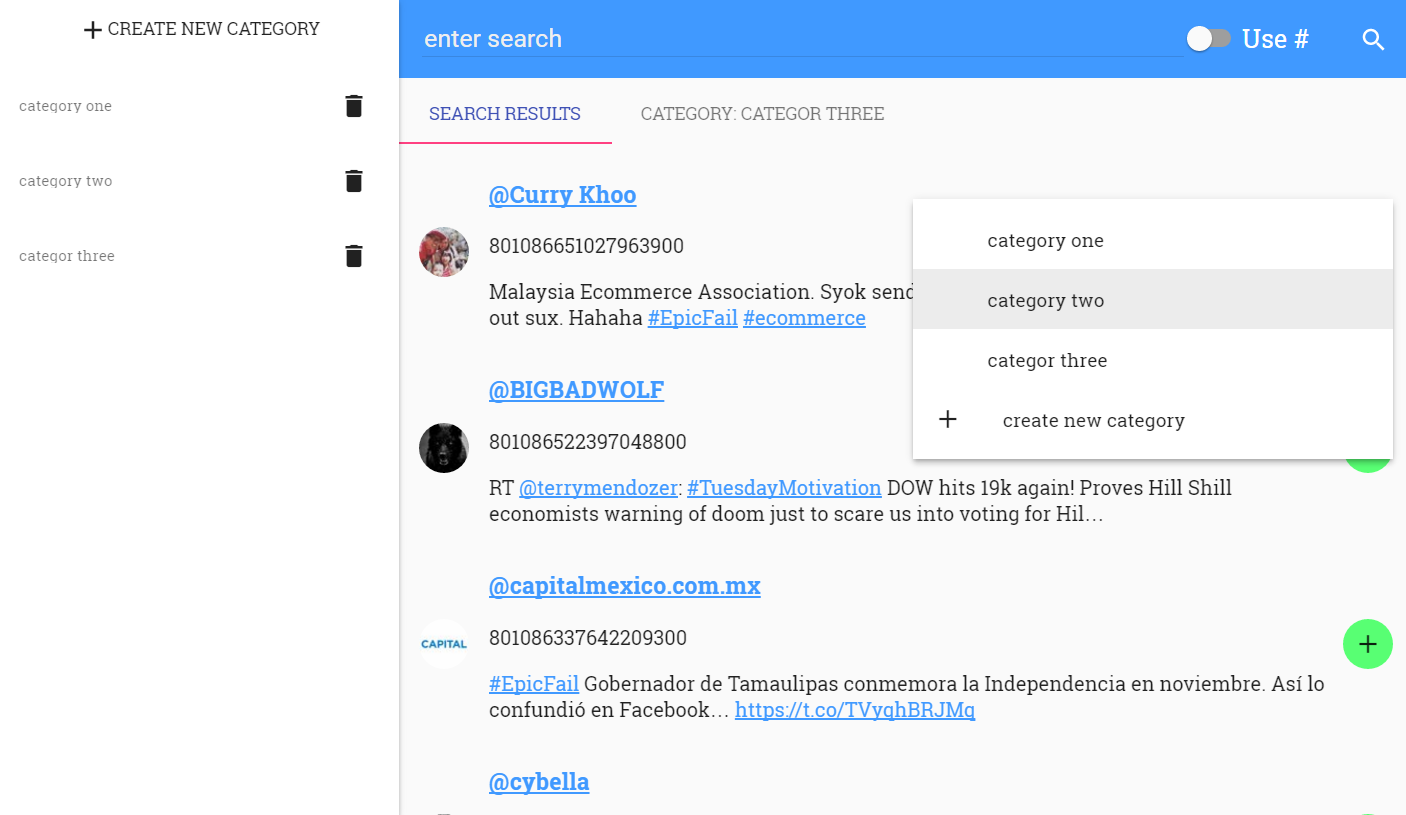 CREATE NEW CATEGORY
category one
category two
categor three
enter search
Use #
SEARCH RESULTS
CATEGORY: CATEGOR THREE
@Curry Khoo
801086651027963900
Malaysia Ecommerce Association. Syok send
out sux. Hahaha #EpicFail #ecommerce
category one
category two
categor three
create new category
@BIGBADWOLF
801086522397048800
RT @terrymendozer: #TuesdayMotivation DOW hits 19k again! Proves Hill Shill
economists warning of doom just to scare us into voting for Hil…
@capitalmexico.com.mx
CAPITAL
801086337642209300
#EpicFail Gobernador de Tamaulipas conmemora la Independencia en noviembre. Así lo
confundió en Facebook… https://t.co/TVyqhBRJMq
@cybella